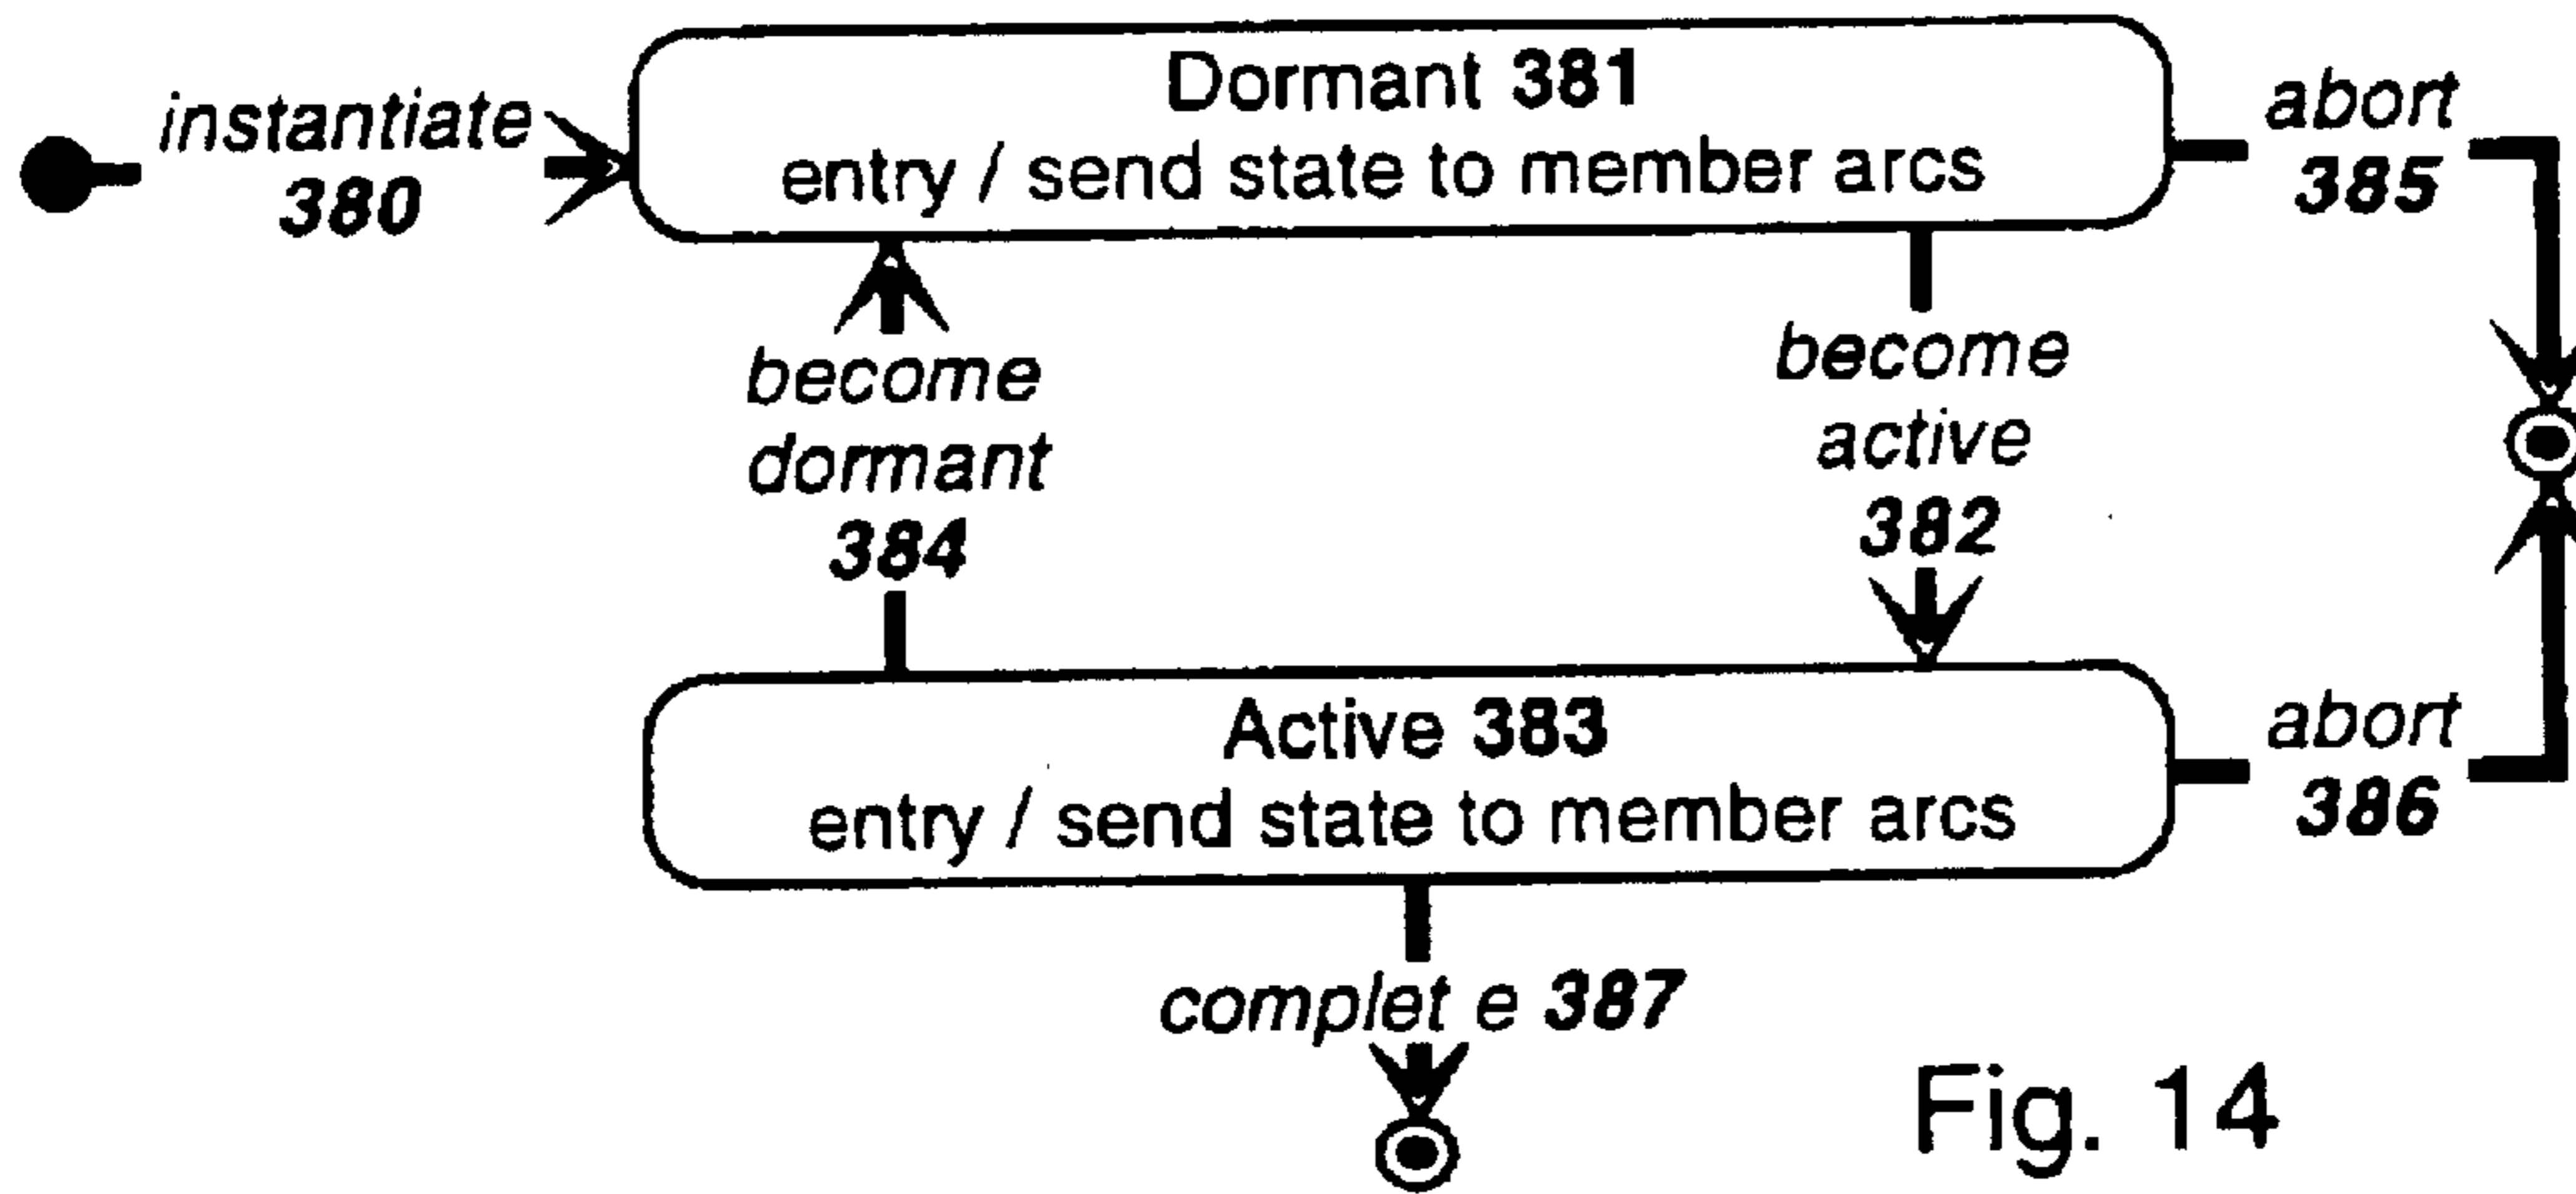 instantiate
380
Dormant 381
entry / send state to member arcs
abort
385
become
dormant
384
become
active
382
Active 383
entry / send state to member arcs
abort
386
complet e 387
Fig. 14